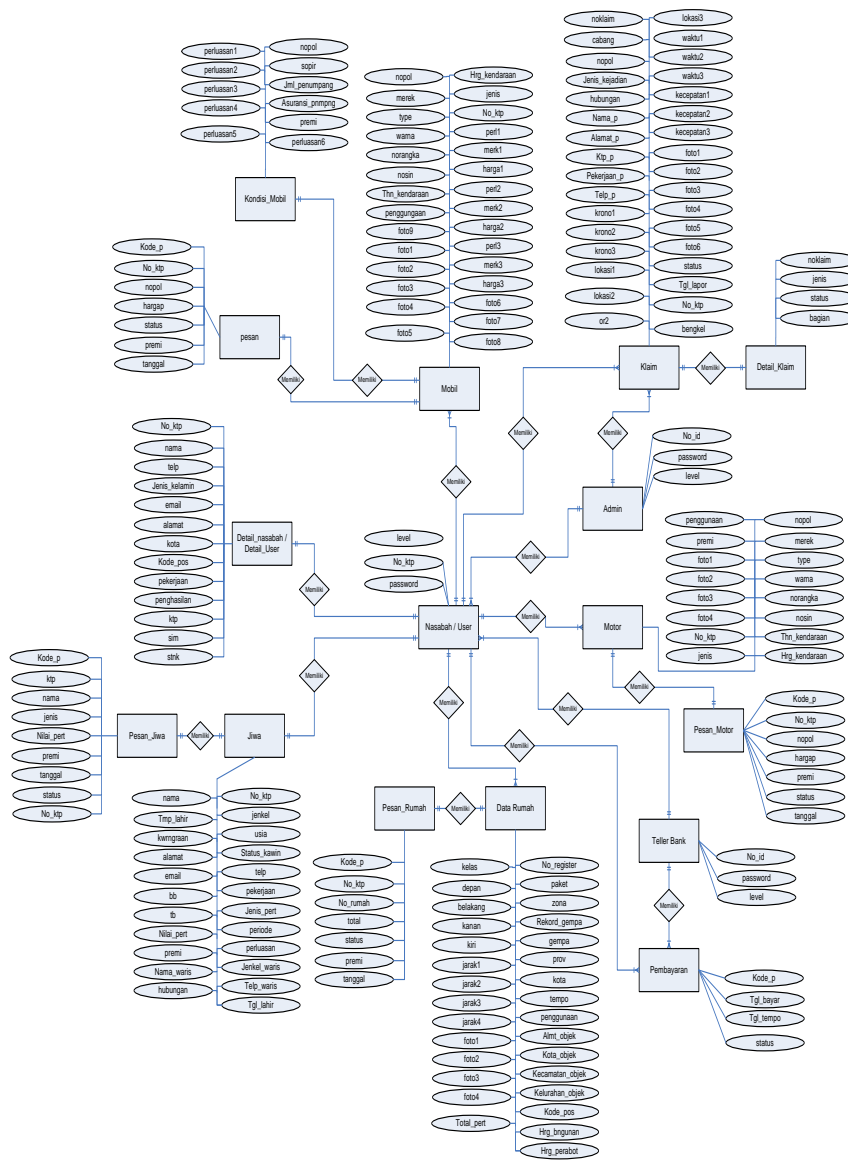 perluasan1
perluasan2
perluasan3
perluasan4
perluasan5
nopol
sopir
Jml_penumpang
Asuransi_pnmpng
premi
perluasan6
Kondisi_Mobil
nopol
merek
type
warna
norangka
nosin
Thn_kendaraan
penggungaan
foto9
foto1
foto2
foto3
foto4
foto5
Hrg_kendaraan
jenis
No_ktp
perl1
merk1
harga1
perl2
merk2
harga2
perl3
merk3
harga3
foto6
foto7
foto8
Mobil
noklaim
cabang
nopol
Jenis_kejadian
hubungan
Nama_p
Alamat_p
Ktp_p
Pekerjaan_p
Telp_p
krono1
krono2
krono3
lokasi1
lokasi2
or2
lokasi3
waktu1
waktu2
waktu3
kecepatan1
kecepatan2
kecepatan3
foto1
foto2
foto3
foto4
foto5
foto6
status
Tgl_lapor
No_ktp
bengkel
Klaim
noklaim
jenis
status
bagian
Detail_Klaim
Memiliki
Kode_p
No_ktp
nopol
hargap
status
premi
tanggal
pesan
Memiliki
Memiliki
Memiliki
Memiliki
Memiliki
No_id
password
level
Admin
Memiliki
No_ktp
nama
telp
Jenis_kelamin
email
alamat
kota
Kode_pos
pekerjaan
penghasilan
ktp
sim
stnk
Detail_nasabah /
Detail_User
Memiliki
level
No_ktp
password
Nasabah / User
Memiliki
Motor
penggunaan
premi
foto1
foto2
foto3
foto4
No_ktp
jenis
nopol
merek
type
warna
norangka
nosin
Thn_kendaraan
Hrg_kendaraan
Memiliki
Pesan_Motor
Kode_p
No_ktp
nopol
hargap
premi
status
tanggal
Kode_p
ktp
nama
jenis
Nilai_pert
premi
tanggal
status
No_ktp
Pesan_Jiwa
Memiliki
Jiwa
Memiliki
nama
Tmp_lahir
kwrngraan
alamat
email
bb
tb
Nilai_pert
premi
Nama_waris
hubungan
No_ktp
jenkel
usia
Status_kawin
telp
pekerjaan
Jenis_pert
periode
perluasan
Jenkel_waris
Telp_waris
Tgl_lahir
Memiliki
Memiliki
Memiliki
Pesan_Rumah
Memiliki
Data Rumah
Kode_p
No_ktp
No_rumah
total
status
premi
tanggal
kelas
depan
belakang
kanan
kiri
jarak1
jarak2
jarak3
jarak4
foto1
foto2
foto3
foto4
Total_pert
No_register
paket
zona
Rekord_gempa
gempa
prov
kota
tempo
penggunaan
Almt_objek
Kota_objek
Kecamatan_objek
Kelurahan_objek
Kode_pos
Hrg_bngunan
Hrg_perabot
Teller Bank
No_id
password
level
Memiliki
Pembayaran
Kode_p
Tgl_bayar
Tgl_tempo
status